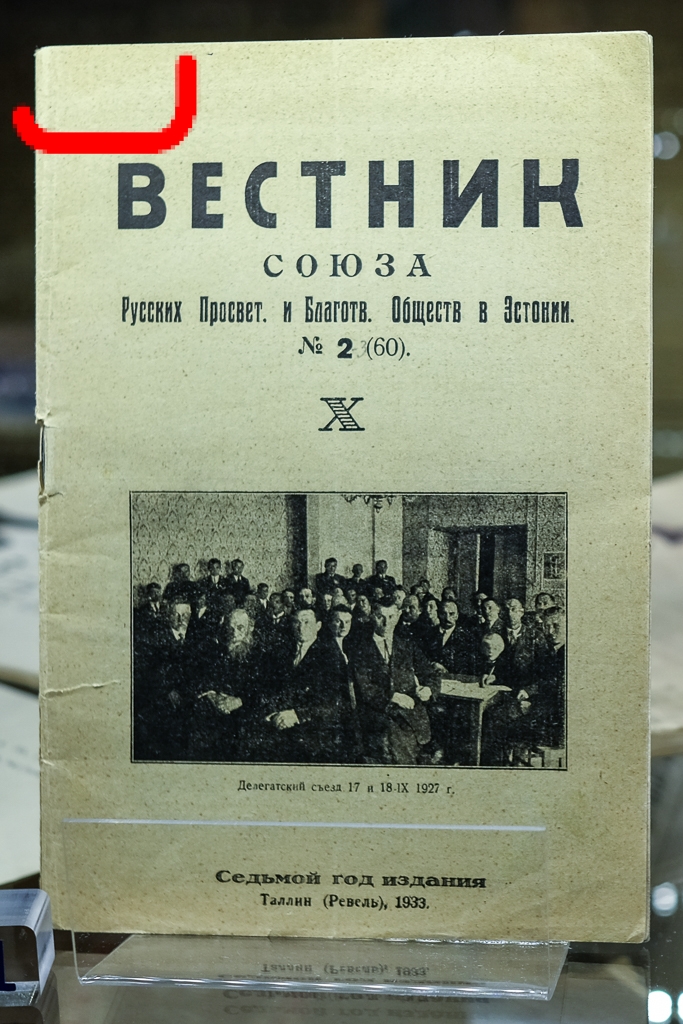 ВЕСТНИК
СОЮЗА
Русских Просвет. и Благотв. Обществ в Эстонии.
№ 2-3 (60).
X
Делегатский съезд 17 и 18-IX 1927 г.
Седьмой год издания
Таллин (Ревель), 1933.